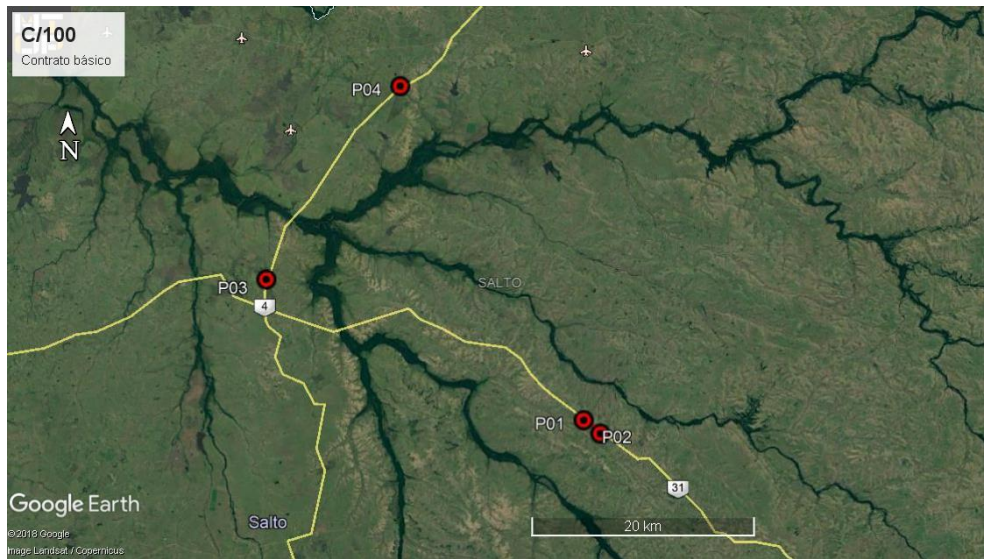 C/100
Contrato básico
P04
N
P03
4
SALTO
P01
P02
31
20 km
Google Earth
Salto
©2018 Google
Image Landsat / Copernicus